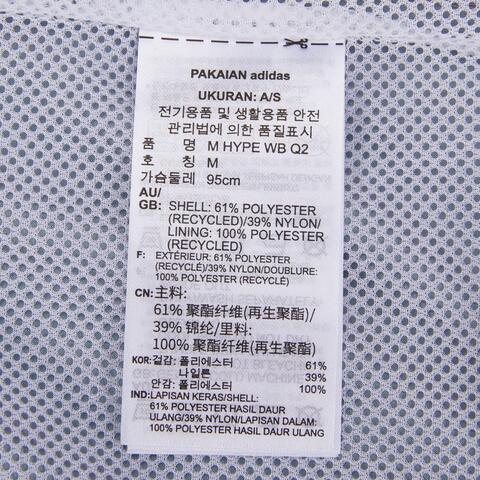 PAKAIAN adidas
UKURAN: A/S
전기용품 및 생활용품 안전
관리법에 의한 품질표시
품 명 M HYPE WB Q2
호 칭 M
가슴둘레 95cm
AU/
GB: SHELL: 61% POLYESTER
(RECYCLED)/39% NYLON/
LINING: 100% POLYESTER
(RECYCLED)
F: EXTÉRIEUR: 61% POLYESTER
(RECYCLÉ)/39% NYLON/DOUBLURE:
100% POLYESTER (RECYCLÉ)
CN: 主料:
61% 聚酯纤维(再生聚酯)/
39% 锦纶/里料:
100% 聚酯纤维(再生聚酯)
KOR: 겉감: 폴리에스터 61%
나일론 39%
안감: 폴리에스터 100%
IND: LAPISAN KERAS/SHELL:
61% POLYESTER HASIL DAUR
ULANG/39% NYLON/LAPISAN DALAM:
100% POLYESTER HASIL DAUR ULANG